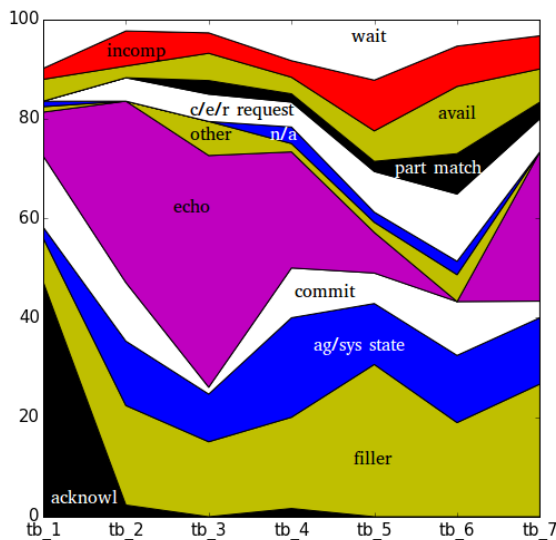 100
wait
incomp
80
c/e/r request
avail
other
n/a
part match
60
echo
commit
40
ag/sys state
20
filler
acknowl
0
tb_1 tb_2 tb_3 tb_4 tb_5 tb_6 tb_7